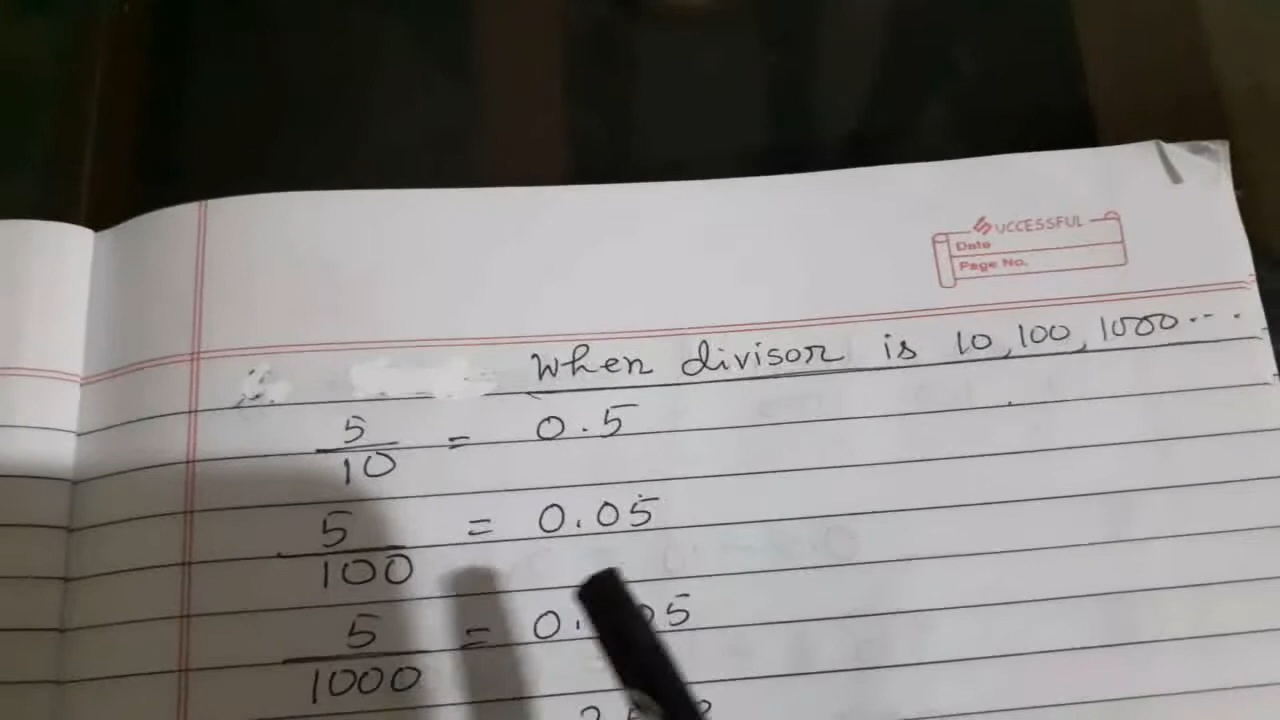 SUCCESSFUL
Date
Page No.
When divisor is 10, 100, 1000...
5/10 = 0.5
5/100 = 0.05
5/1000 =